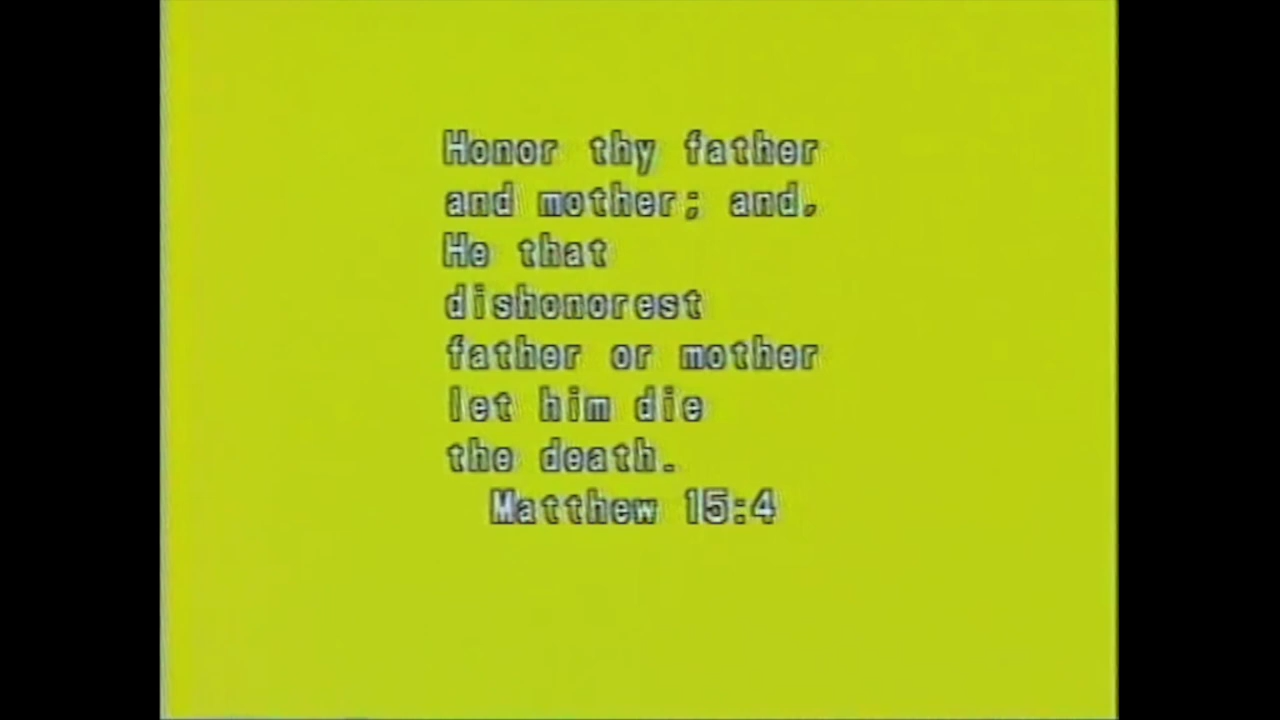 Honor thy father
and mother; and,
He that
dishonorest
father or mother
let him die
the death.
Matthew 15:4